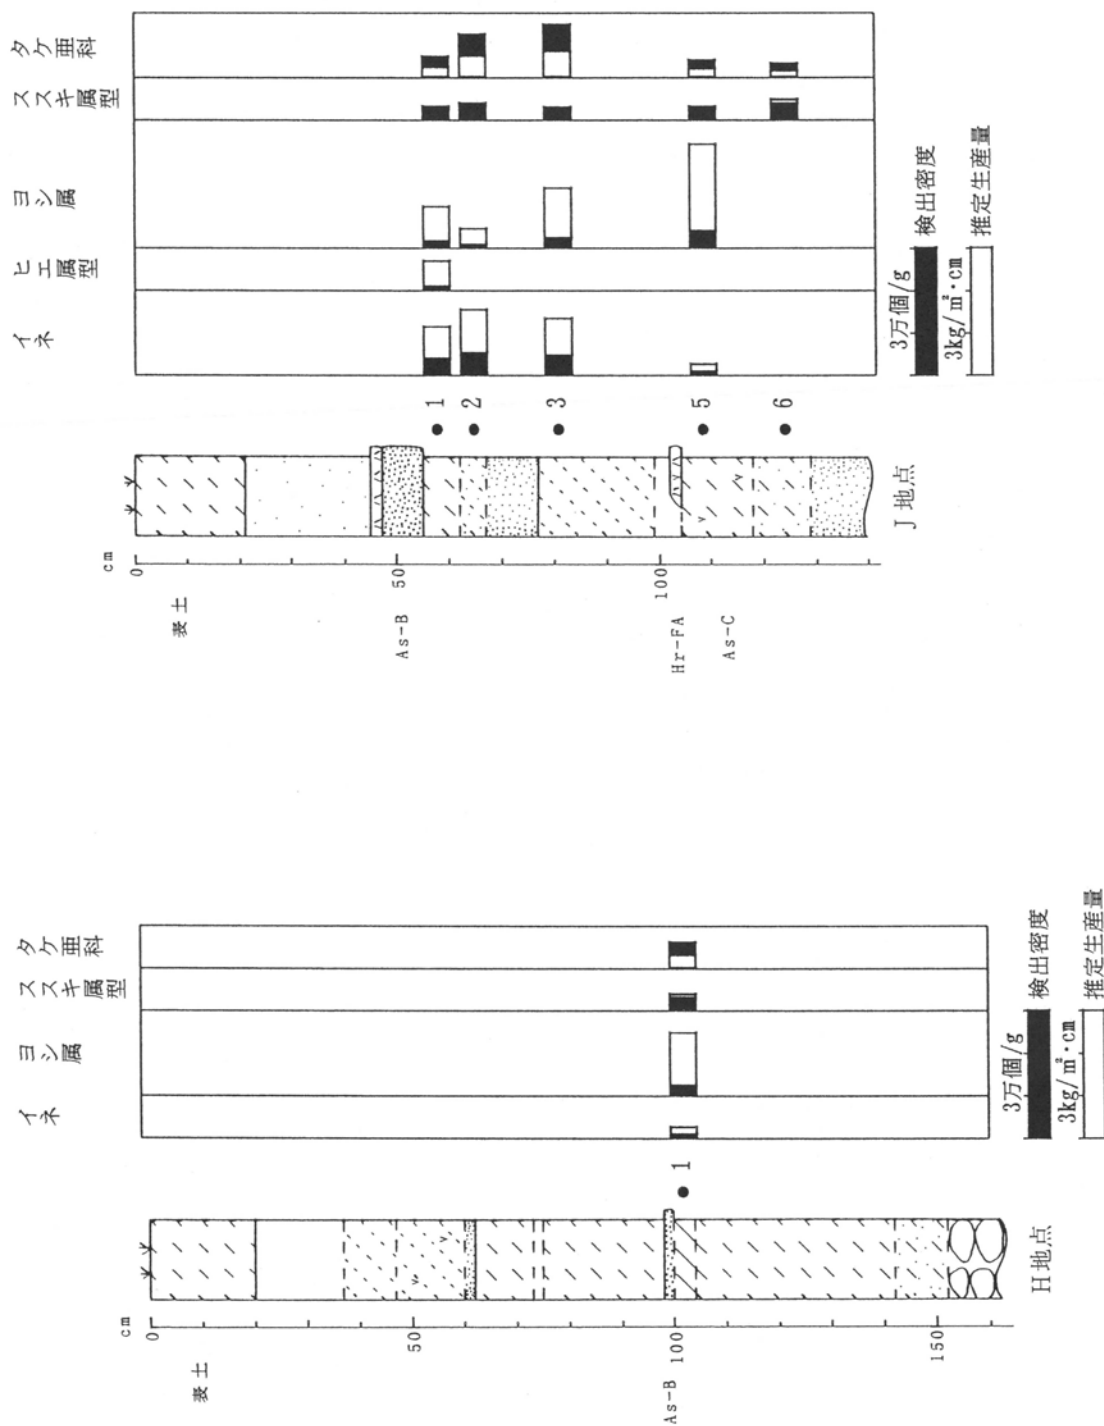 タケ亜科
ススキ属型
ヨシ属
ヒエ属型
イネ
検出密度
3万個/g
推定生産量
3kg/㎡・cm
1
2
3
5
6
J地点
cm
0
50
100
表土
As-B
Hr-FA
As-C
タケ亜科
ススキ属型
ヨシ属
イネ
検出密度
3万個/g
推定生産量
3kg/㎡・cm
1
H地点
cm
0
50
100
150
表土
As-B